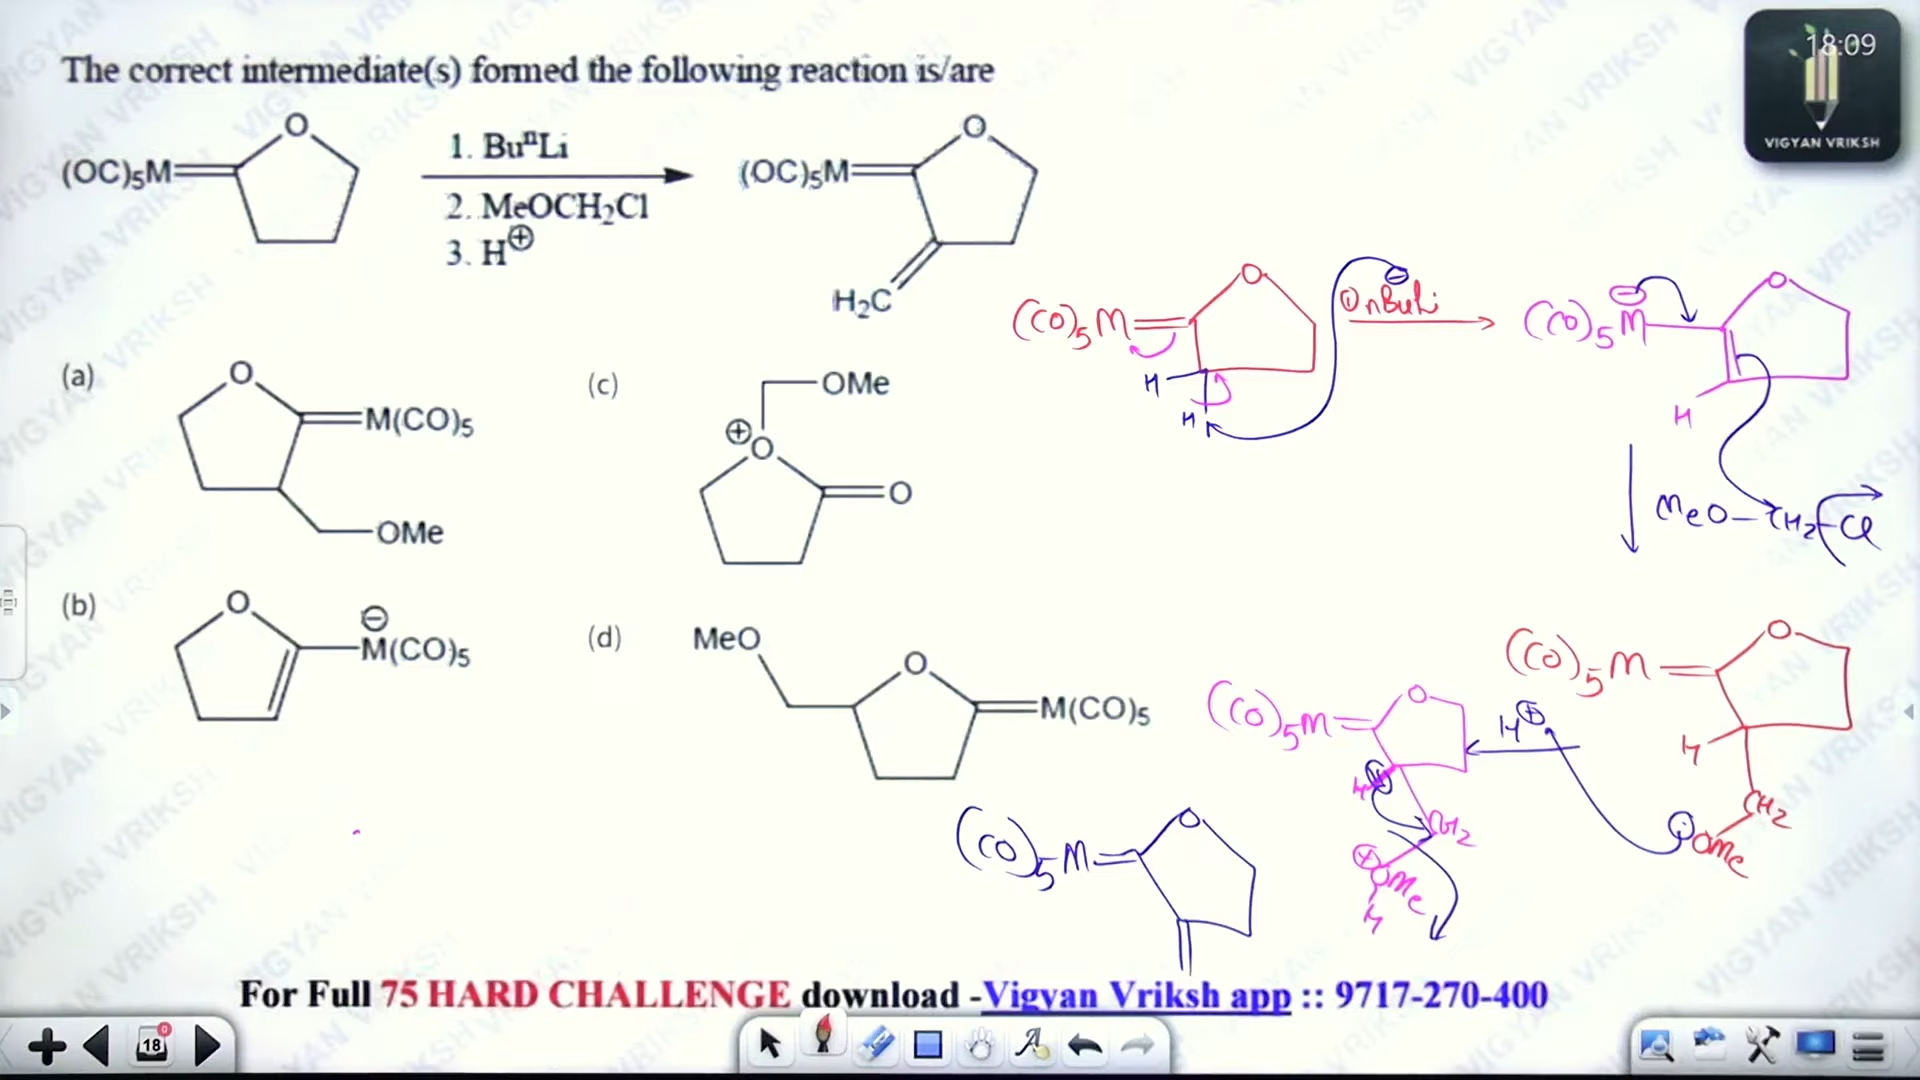 The correct intermediate(s) formed the following reaction is/are
18:09
VIGYAN VRIKSH
(OC)₅M
O
1. BuⁿLi
2. MeOCH₂Cl
3. H⊕
(OC)₅M
O
H₂C
(a)
O
M(CO)₅
OMe
(c)
OMe
⊕
O
O
(b)
O
⊖
M(CO)₅
(d)
MeO
O
M(CO)₅
(CO)₅M
O
H
H
① nBuLi
⊖
(CO)₅M
⊖
O
H
MeO-CH₂-Cl
(CO)₅M
O
H
CH₂
OMe
H⊕
(CO)₅M
O
H
CH₂
⊕
OMe
H
(CO)₅M
O
For Full 75 HARD CHALLENGE download -Vigyan Vriksh app :: 9717-270-400
18
0